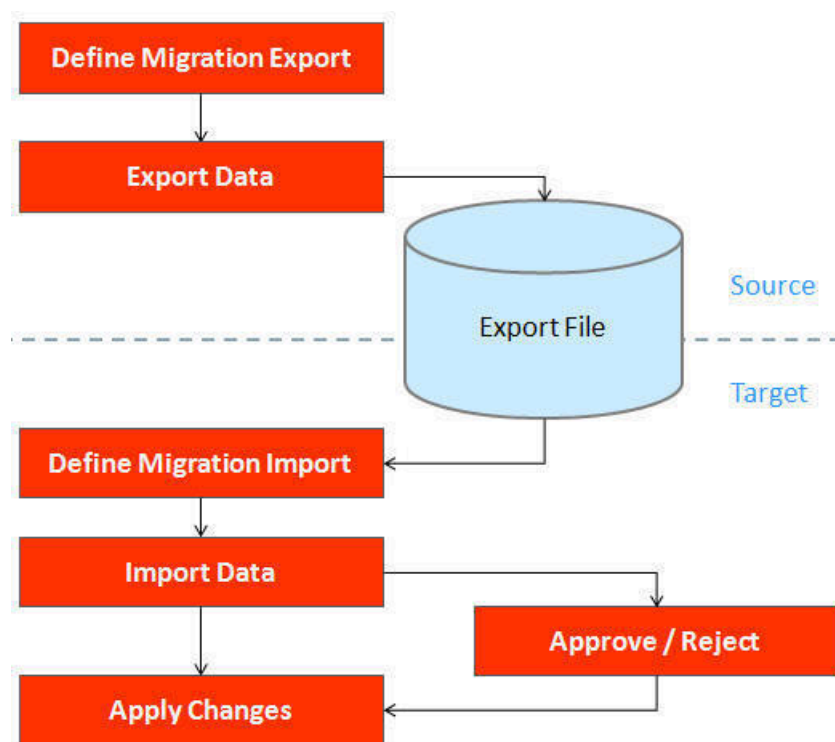 Define Migration Export
Export Data
Source
Export File
Target
Define Migration Import
Import Data
Approve / Reject
Apply Changes